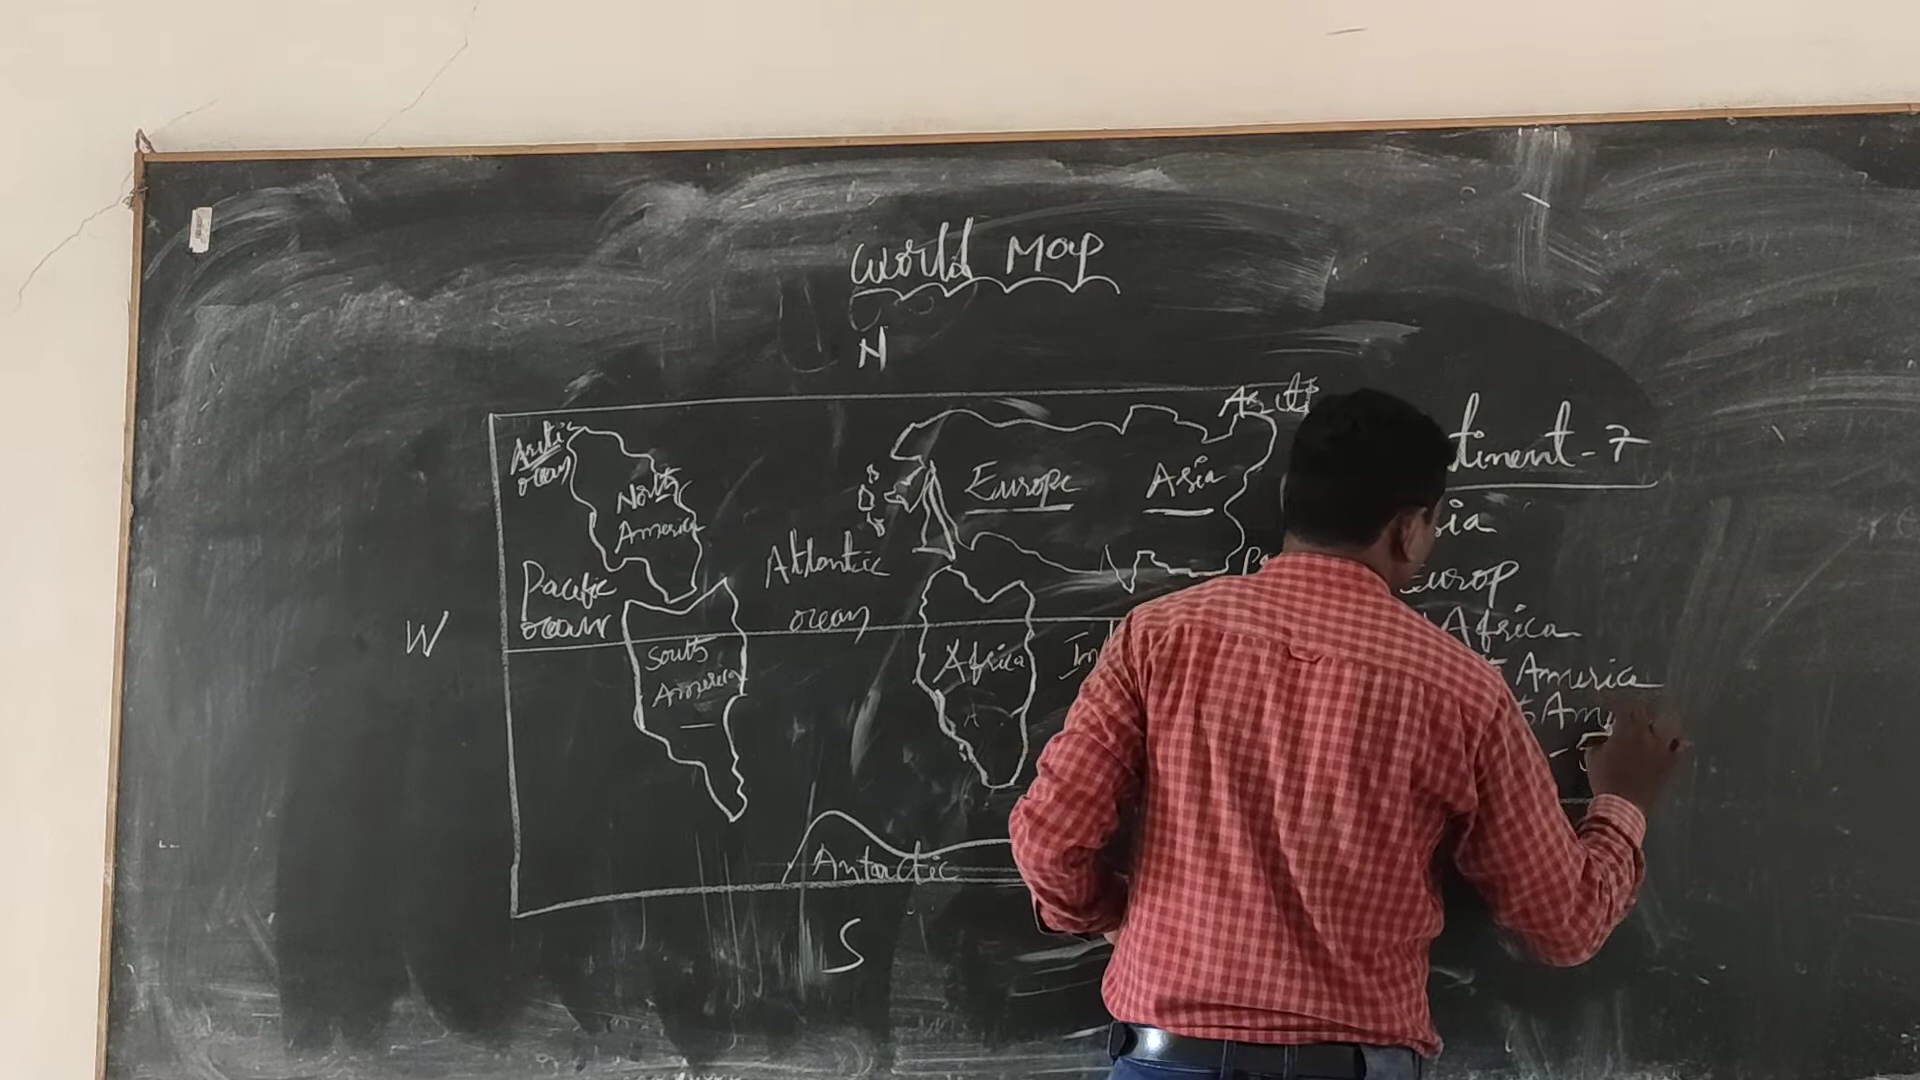 World Map
N
Arctic
ocean
North
America
Europe
Asia
Atlantic
ocean
Pacific
ocean
W
South
America
Africa
A
Antarctic
S
tinent - 7
sia
Europ
Africa
America
Am